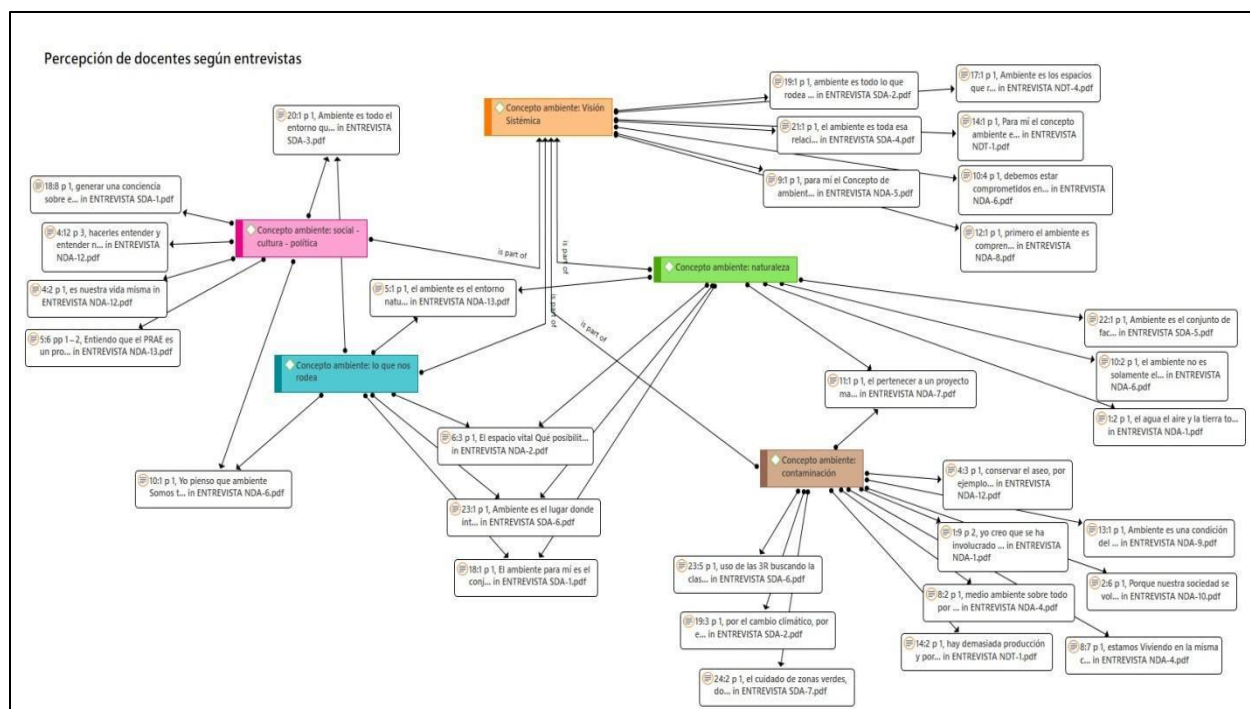 Percepción de docentes según entrevistas
Concepto ambiente: Visión
Sistémica
19:1 p 1, ambiente es todo lo que
rodea ... in ENTREVISTA SDA-2.pdf
17:1 p 1, Ambiente es los espacios
que r... in ENTREVISTA NDT-4.pdf
20:1 p 1, Ambiente es todo el
entorno qu... in ENTREVISTA
SDA-3.pdf
21:1 p 1, el ambiente es toda esa
relaci... in ENTREVISTA SDA-4.pdf
14:1 p 1, Para mí el concepto
ambiente e... in ENTREVISTA
NDT-1.pdf
9:1 p 1, para mí el Concepto de
ambient... in ENTREVISTA NDA-5.pdf
10:4 p 1, debemos estar
comprometidos en... in ENTREVISTA
NDA-6.pdf
12:1 p 1, primero el ambiente es
compren... in ENTREVISTA
NDA-8.pdf
18:8 p 1, generar una conciencia
sobre e... in ENTREVISTA SDA-1.pdf
Concepto ambiente: social -
cultura - política
4:12 p 3, hacerles entender y
entender n... in ENTREVISTA
NDA-12.pdf
4:2 p 1, es nuestra vida misma in
ENTREVISTA NDA-12.pdf
5:6 pp 1 – 2, Entiendo que el PRAE es
un pro... in ENTREVISTA NDA-13.pdf
is part of
is part of
is part of
is part of
Concepto ambiente: naturaleza
5:1 p 1, el ambiente es el entorno
natu... in ENTREVISTA NDA-13.pdf
Concepto ambiente: lo que nos
rodea
22:1 p 1, Ambiente es el conjunto de
fac... in ENTREVISTA SDA-5.pdf
10:2 p 1, el ambiente no es
solamente el... in ENTREVISTA
NDA-6.pdf
1:2 p 1, el agua el aire y la tierra to...
in ENTREVISTA NDA-1.pdf
11:1 p 1, el pertenecer a un proyecto
ma... in ENTREVISTA NDA-7.pdf
6:3 p 1, El espacio vital Qué posibilit...
in ENTREVISTA NDA-2.pdf
Concepto ambiente:
contaminación
10:1 p 1, Yo pienso que ambiente
Somos t... in ENTREVISTA NDA-6.pdf
4:3 p 1, conservar el aseo, por
ejemplo... in ENTREVISTA
NDA-12.pdf
23:1 p 1, Ambiente es el lugar donde
int... in ENTREVISTA SDA-6.pdf
13:1 p 1, Ambiente es una condición
del ... in ENTREVISTA NDA-9.pdf
1:9 p 2, yo creo que se ha
involucrado ... in ENTREVISTA
NDA-1.pdf
18:1 p 1, El ambiente para mí es el
conj... in ENTREVISTA SDA-1.pdf
23:5 p 1, uso de las 3R buscando la
clas... in ENTREVISTA SDA-6.pdf
2:6 p 1, Porque nuestra sociedad se
vol... in ENTREVISTA NDA-10.pdf
8:2 p 1, medio ambiente sobre todo
por ... in ENTREVISTA NDA-4.pdf
19:3 p 1, por el cambio climático, por
e... in ENTREVISTA SDA-2.pdf
14:2 p 1, hay demasiada producción
y por... in ENTREVISTA NDT-1.pdf
8:7 p 1, estamos Viviendo en la misma
c... in ENTREVISTA NDA-4.pdf
24:2 p 1, el cuidado de zonas verdes,
do... in ENTREVISTA SDA-7.pdf